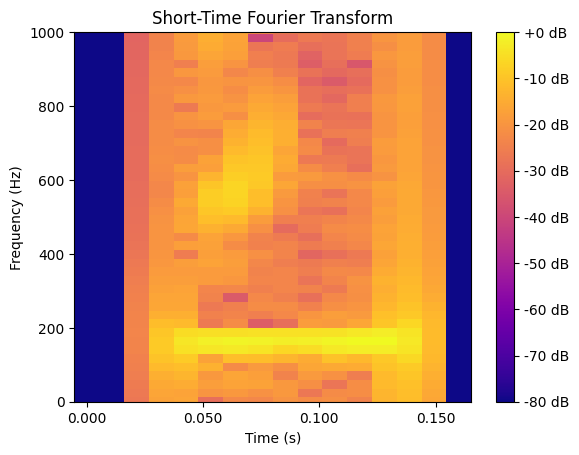 Short-Time Fourier Transform
1000
800
600
400
200
0
Frequency (Hz)
0.000
0.050
0.100
0.150
Time (s)
+0 dB
-10 dB
-20 dB
-30 dB
-40 dB
-50 dB
-60 dB
-70 dB
-80 dB